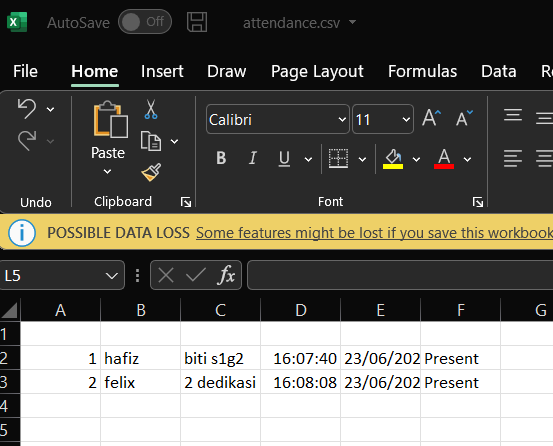 AutoSave Off attendance.csv
File Home Insert Draw Page Layout Formulas Data
Calibri 11
Paste
B I U A
Undo Clipboard Font
POSSIBLE DATA LOSS Some features might be lost if you save this workbook
L5 fx
A B C D E F G
1
2 1 hafiz biti s1g2 16:07:40 23/06/202 Present
3 2 felix 2 dedikasi 16:08:08 23/06/202 Present
4
5